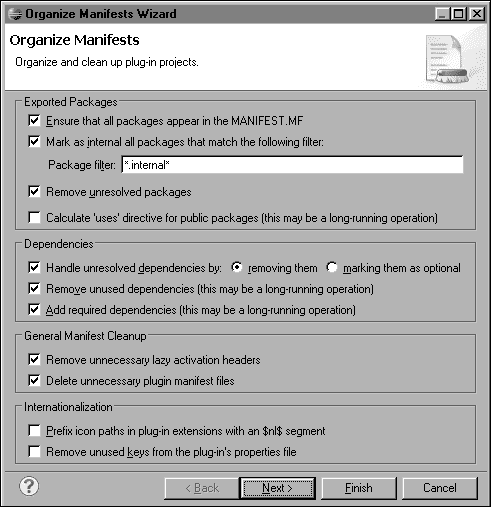 Organize Manifests Wizard
Organize Manifests
Organize and clean up plug-in projects.
Exported Packages
Ensure that all packages appear in the MANIFEST.MF
Mark as internal all packages that match the following filter:
Package filter: *.internal*
Remove unresolved packages
Calculate 'uses' directive for public packages (this may be a long-running operation)
Dependencies
Handle unresolved dependencies by: removing them marking them as optional
Remove unused dependencies (this may be a long-running operation)
Add required dependencies (this may be a long-running operation)
General Manifest Cleanup
Remove unnecessary lazy activation headers
Delete unnecessary plugin manifest files
Internationalization
Prefix icon paths in plug-in extensions with an $nl$ segment
Remove unused keys from the plug-in's properties file
? < Back Next > Finish Cancel